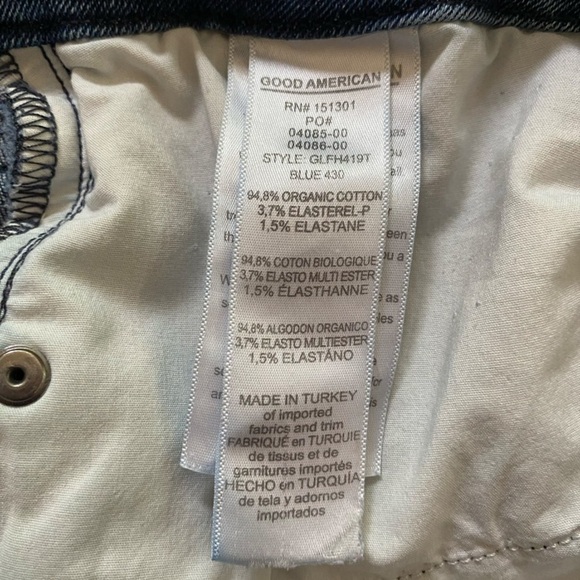 GOOD AMERICAN
RN# 151301
PO#
04085-00
04086-00
STYLE: GLFH419T
BLUE 430
94,8% ORGANIC COTTON
3,7% ELASTEREL-P
1,5% ELASTANE
94,8% COTON BIOLOGIQUE
3,7% ELASTO MULTI ESTER
1,5% ÉLASTHANNE
94,8% ALGODON ORGANICO
3,7% ELASTO MULTIESTER
1,5% ELASTÂNO
MADE IN TURKEY
of imported
fabrics and trim
FABRIQUÉ en TURQUIE
de tissus et de
garnitures importés
HECHO en TURQUÍA
de tela y adornos
importados